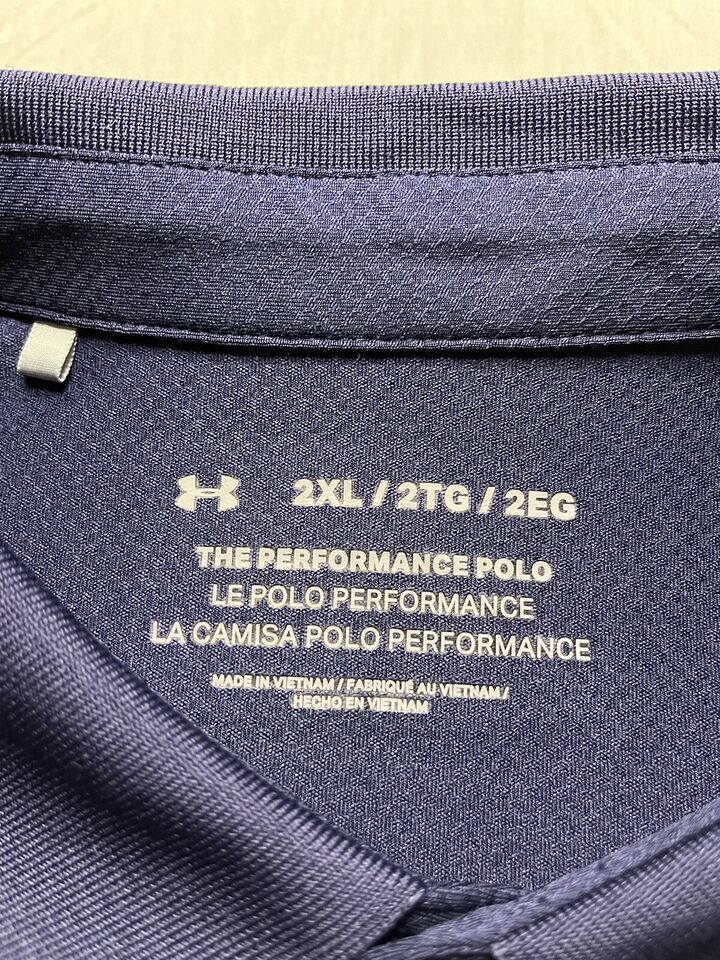 2XL / 2TG / 2EG
THE PERFORMANCE POLO
LE POLO PERFORMANCE
LA CAMISA POLO PERFORMANCE
MADE IN VIETNAM / FABRIQUÉ AU VIETNAM /
HECHO EN VIETNAM